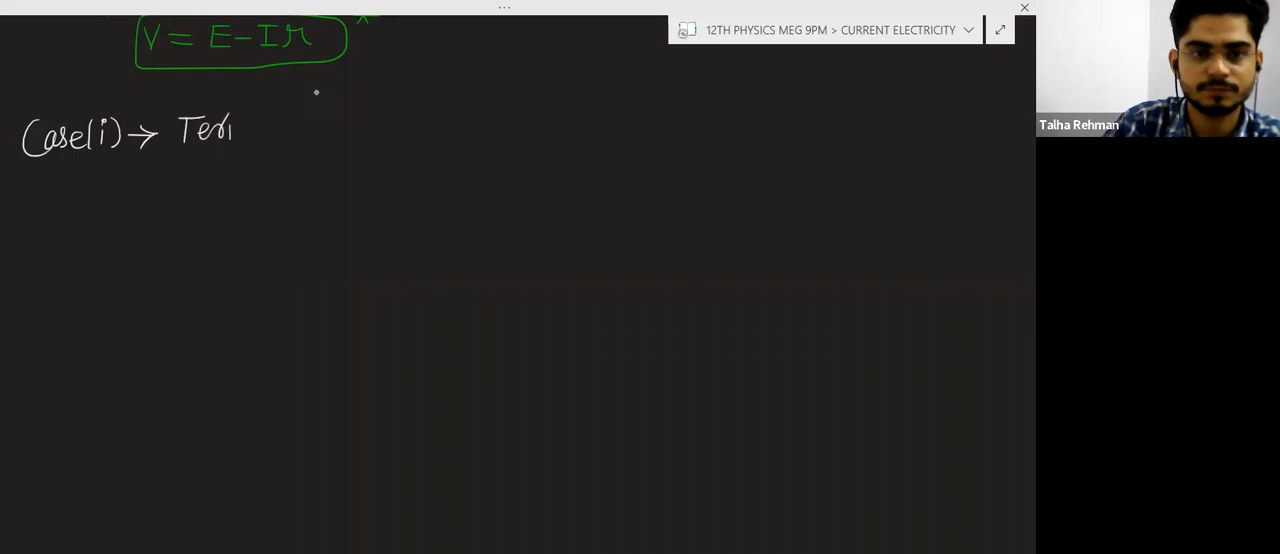 V = E - Ir
12TH PHYSICS MEG 9PM > CURRENT ELECTRICITY
Case(i) → Ter
Talha Rehman